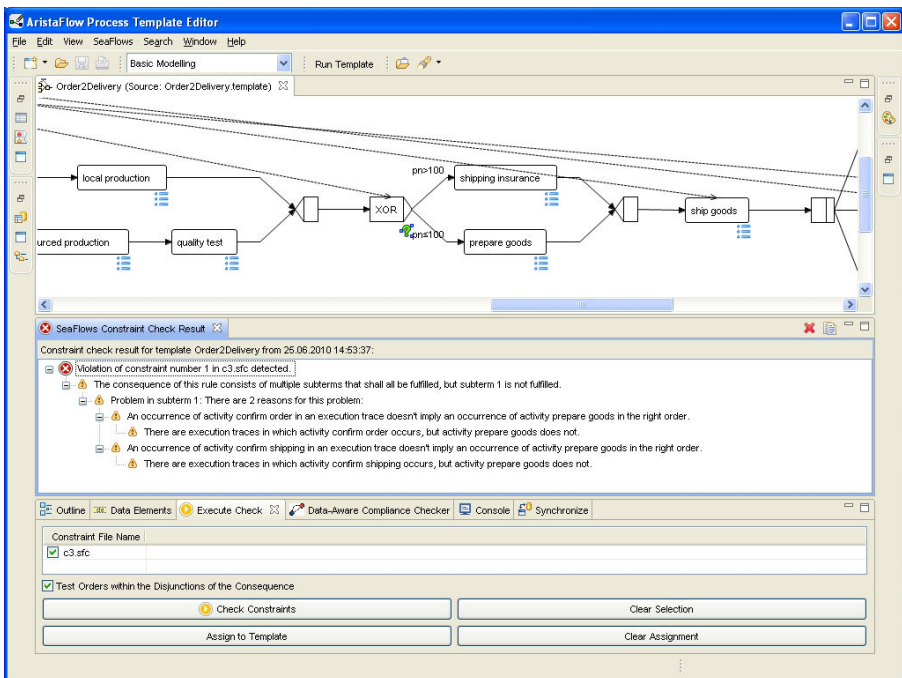 AristaFlow Process Template Editor
File Edit View SeaFlows Search Window Help
Basic Modelling Run Template
Order2Delivery (Source: Order2Delivery.template)
pn>100
local production shipping insurance
XOR ship goods
urced production quality test pn≤100 prepare goods
SeaFlows Constraint Check Result
Constraint check result for template Order2Delivery from 25.06.2010 14:53:37:
Violation of constraint number 1 in c3.sfc detected.
The consequence of this rule consists of multiple subterms that shall all be fulfilled, but subterm 1 is not fulfilled.
Problem in subterm 1: There are 2 reasons for this problem:
An occurrence of activity confirm order in an execution trace doesn't imply an occurrence of activity prepare goods in the right order.
There are execution traces in which activity confirm order occurs, but activity prepare goods does not.
An occurrence of activity confirm shipping in an execution trace doesn't imply an occurrence of activity prepare goods in the right order.
There are execution traces in which activity confirm shipping occurs, but activity prepare goods does not.
Outline Data Elements Execute Check Data-Aware Compliance Checker Console Synchronize
Constraint File Name
c3.sfc
Test Orders within the Disjunctions of the Consequence
Check Constraints Clear Selection
Assign to Template Clear Assignment